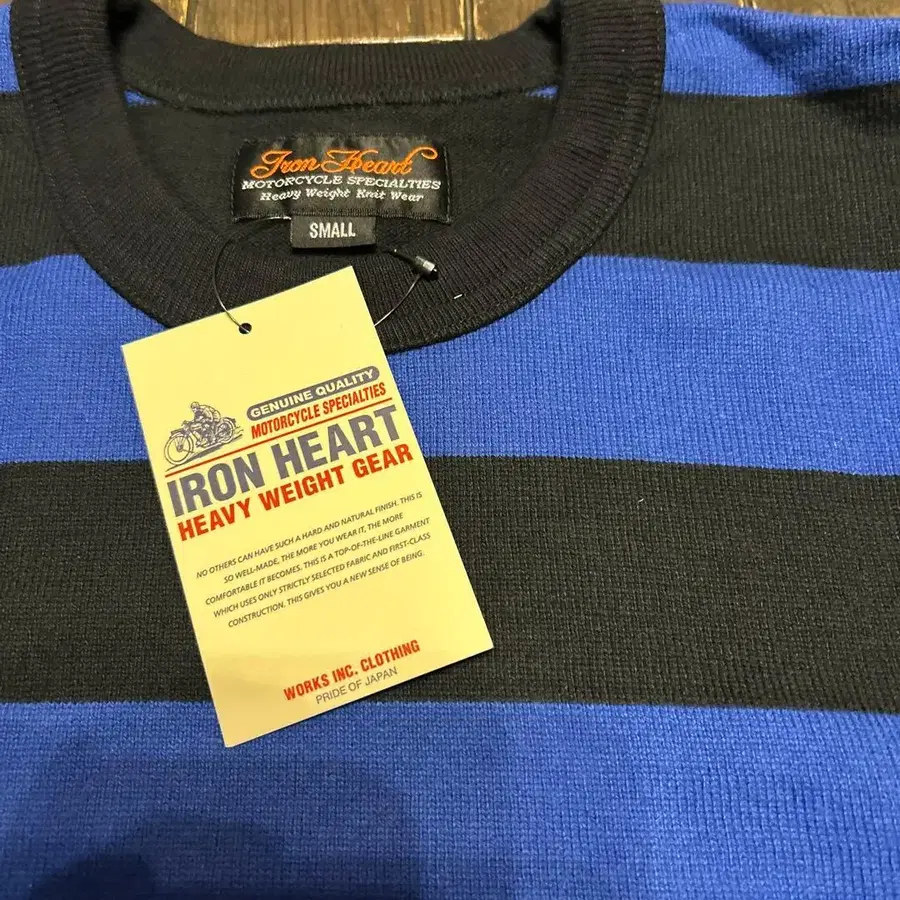 Iron Heart
MOTORCYCLE SPECIALTIES
Heavy Weight Knit Wear
SMALL
GENUINE QUALITY
MOTORCYCLE SPECIALTIES
IRON HEART
HEAVY WEIGHT GEAR
NO OTHERS CAN HAVE SUCH A HARD AND NATURAL FINISH. THIS IS
SO WELL-MADE, THE MORE YOU WEAR IT, THE MORE
COMFORTABLE IT BECOMES. THIS IS A TOP-OF-THE-LINE GARMENT
WHICH USES ONLY STRICTLY SELECTED FABRIC AND FIRST-CLASS
CONSTRUCTION. THIS GIVES YOU A NEW SENSE OF BEING.
WORKS INC. CLOTHING
PRIDE OF JAPAN